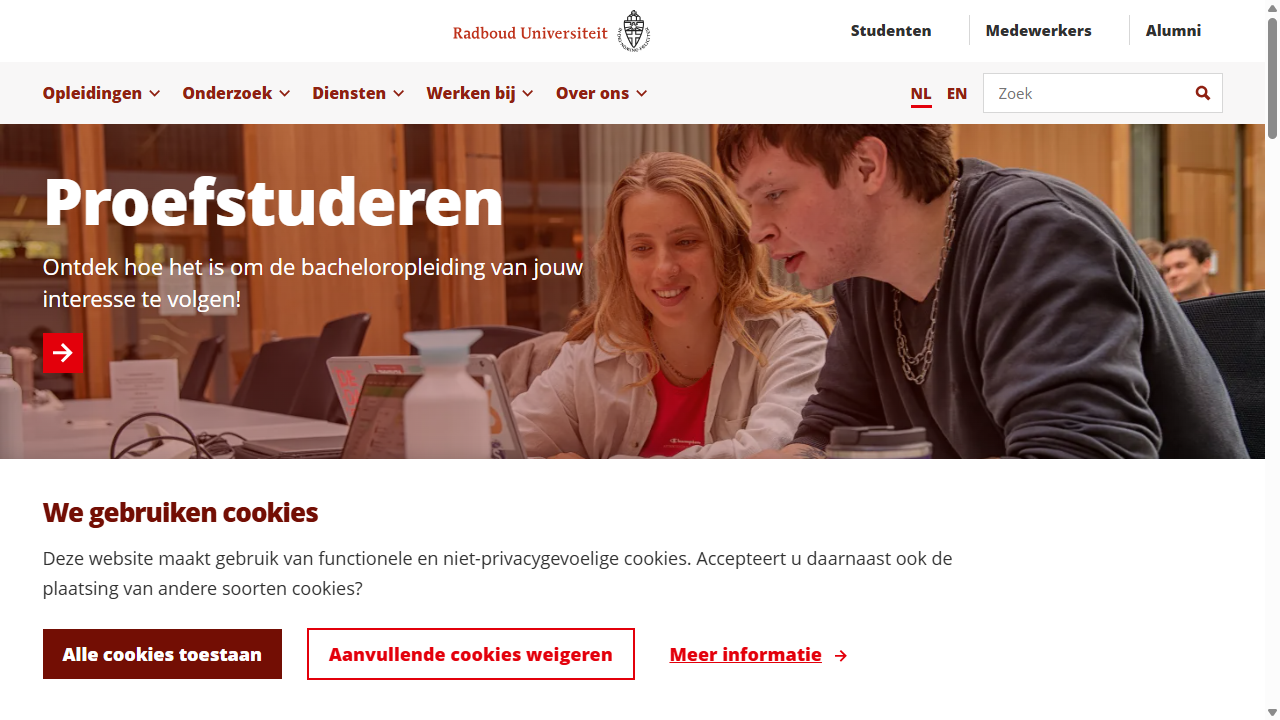 Radboud Universiteit
Studenten
Medewerkers
Alumni
Opleidingen
Onderzoek
Diensten
Werken bij
Over ons
NL
EN
Zoek
Proefstuderen
Ontdek hoe het is om de bacheloropleiding van jouw
interesse te volgen!
We gebruiken cookies
Deze website maakt gebruik van functionele en niet-privacygevoelige cookies. Accepteert u daarnaast ook de
plaatsing van andere soorten cookies?
Alle cookies toestaan
Aanvullende cookies weigeren
Meer informatie